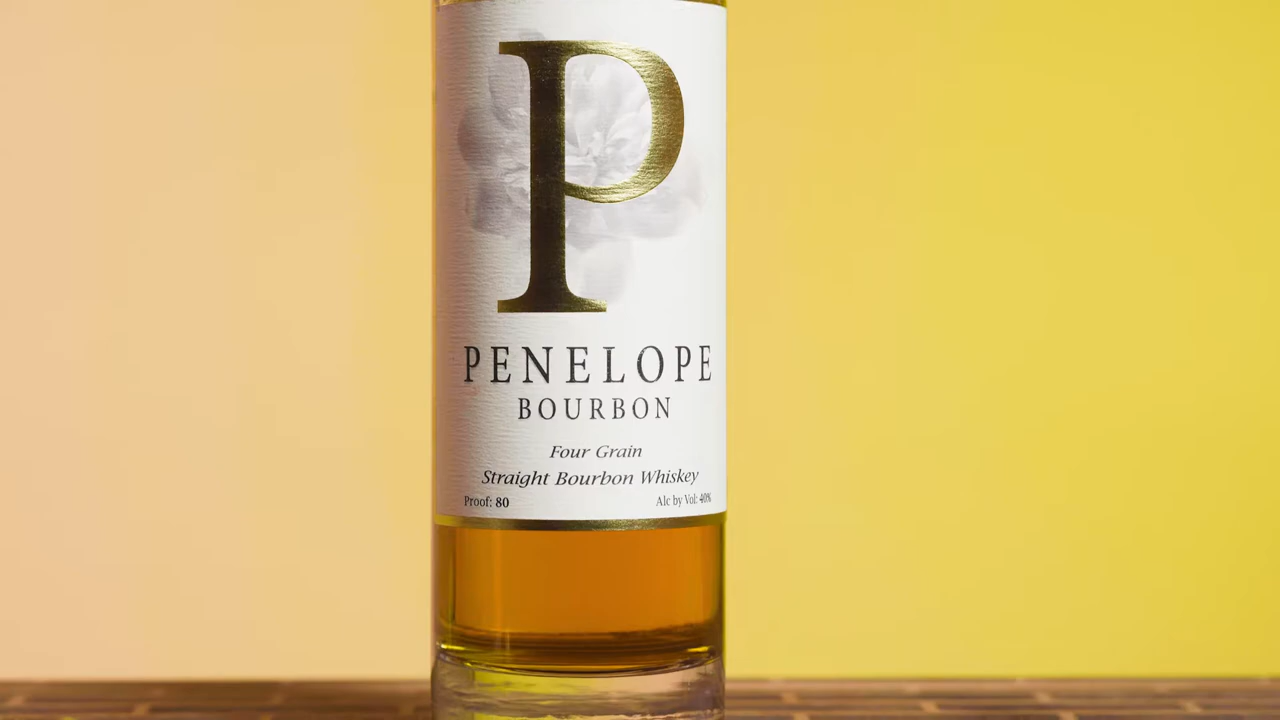 P
PENELOPE
BOURBON
Four Grain
Straight Bourbon Whiskey
Proof: 80 Alc by Vol: 40%